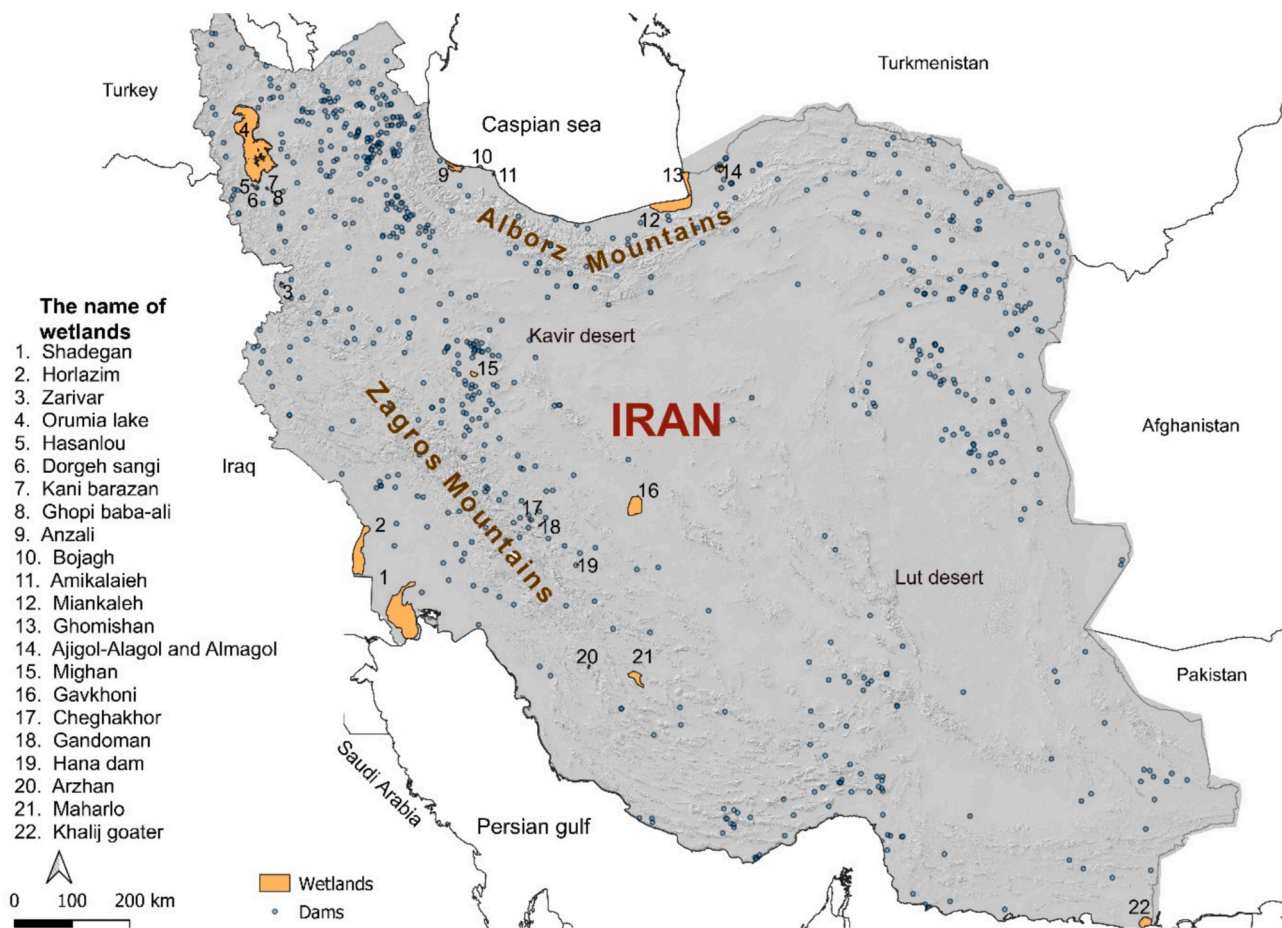 Turkmenistan
Turkey
Caspian sea
4
10
9
11
13
14
5
7
6
8
12
Alborz Mountains
3
The name of
wetlands
1. Shadegan
2. Horlazim
3. Zarivar
4. Orumia lake
5. Hasanlou
6. Dorgeh sangi
7. Kani barazan
8. Ghopi baba-ali
9. Anzali
10. Bojagh
11. Amikalaieh
12. Miankaleh
13. Ghomishan
14. Ajigol-Alagol and Almagol
15. Mighan
16. Gavkhoni
17. Cheghakhor
18. Gandoman
19. Hana dam
20. Arzhan
21. Maharlo
22. Khalij goater
Kavir desert
15
Zagros Mountains
IRAN
Afghanistan
Iraq
16
17
18
2
19
1
Lut desert
20
21
Pakistan
Saudi Arabia
Persian gulf
22
Wetlands
Dams
0 100 200 km